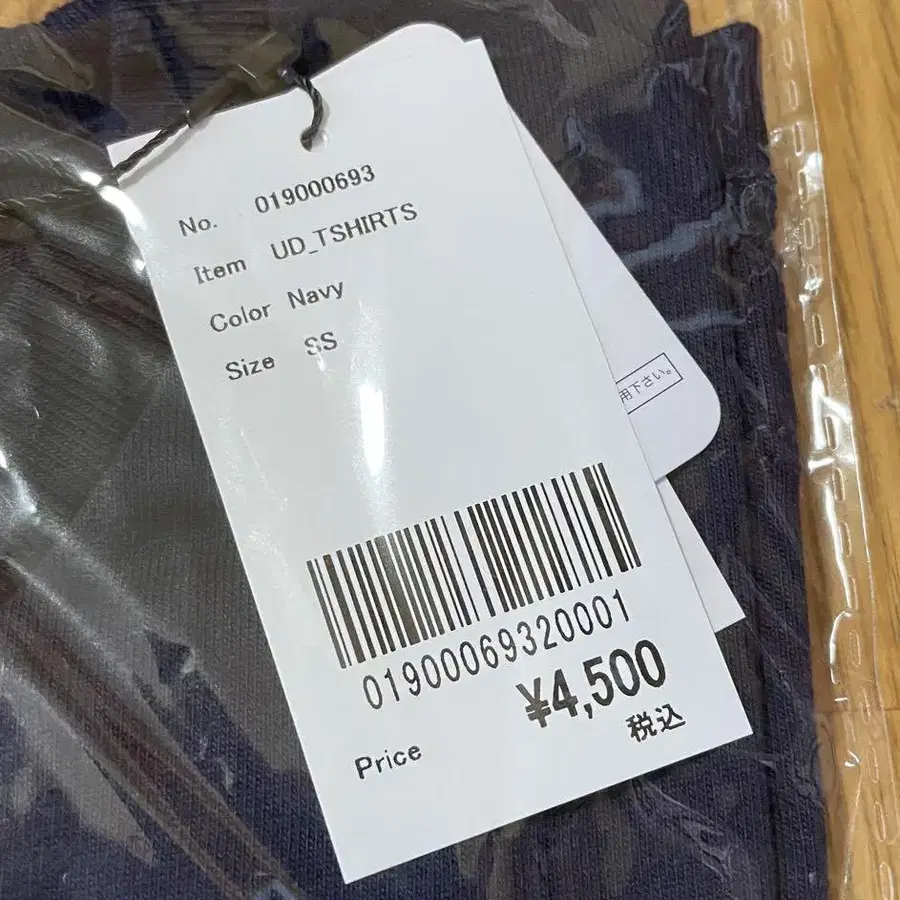 No. 019000693
Item UD_TSHIRTS
Color Navy
Size SS
用下さい。
01900069320001
¥4,500
税込
Price